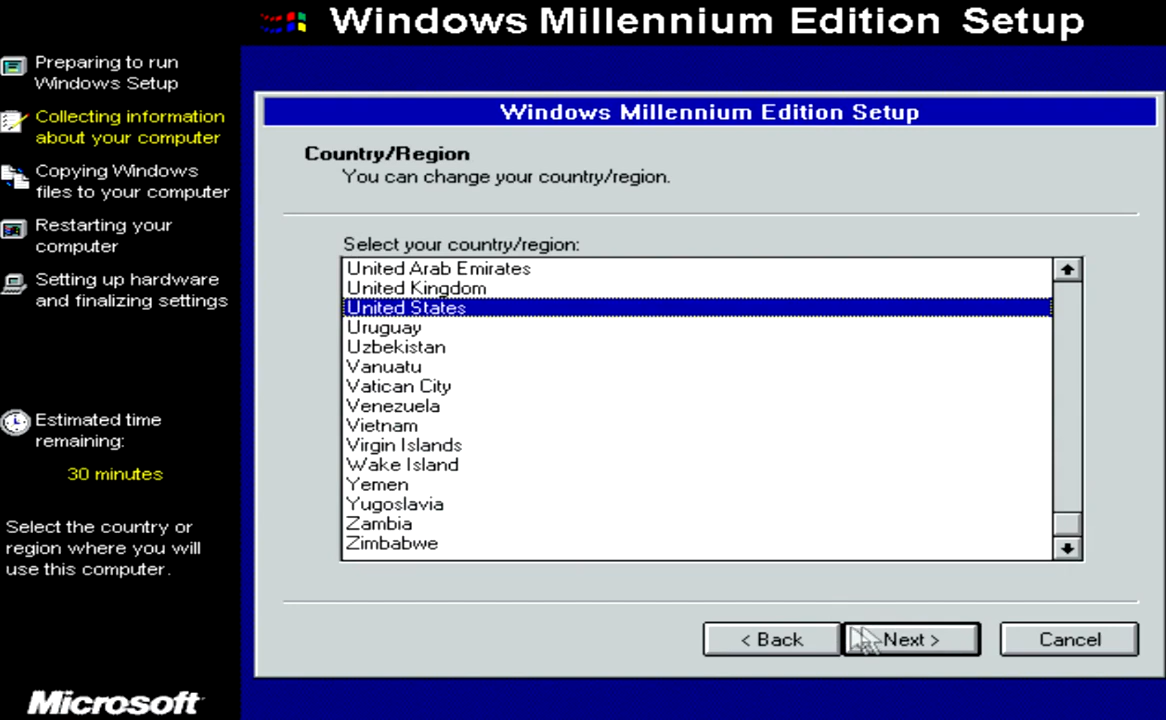 Windows Millennium Edition Setup
Preparing to run
Windows Setup
Collecting information
about your computer
Copying Windows
files to your computer
Restarting your
computer
Setting up hardware
and finalizing settings
Estimated time
remaining:
30 minutes
Select the country or
region where you will
use this computer.
Microsoft
Windows Millennium Edition Setup
Country/Region
You can change your country/region.
Select your country/region:
United Arab Emirates
United Kingdom
United States
Uruguay
Uzbekistan
Vanuatu
Vatican City
Venezuela
Vietnam
Virgin Islands
Wake Island
Yemen
Yugoslavia
Zambia
Zimbabwe
< Back
Next >
Cancel